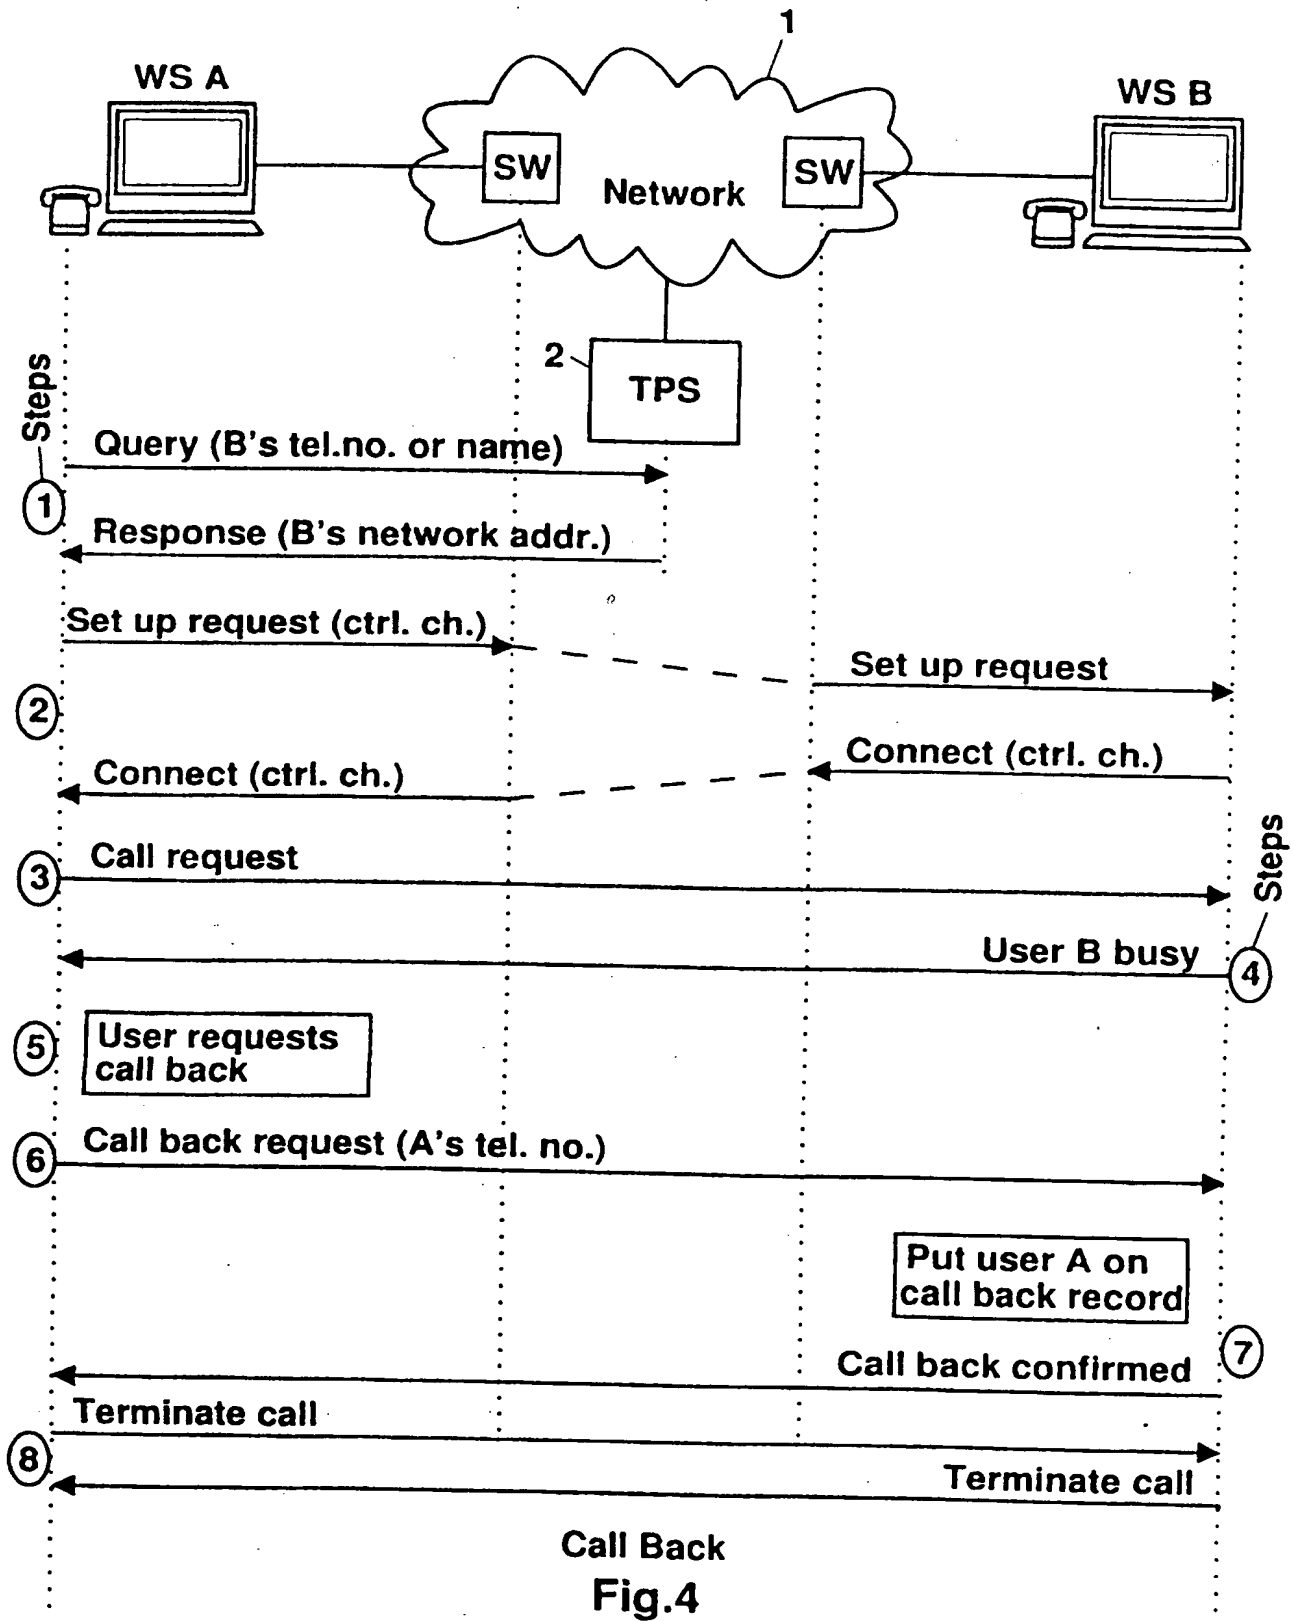 1
WS A
WS B
SW
SW
Network
2
TPS
Steps
Query (B's tel.no. or name)
1
Response (B's network addr.)
Set up request (ctrl. ch.)
Set up request
2
Connect (ctrl. ch.)
Connect (ctrl. ch.)
Call request
3
Steps
User B busy
4
5
User requests
call back
Call back request (A's tel. no.)
6
Put user A on
call back record
7
Call back confirmed
Terminate call
8
Terminate call
Call Back
Fig.4